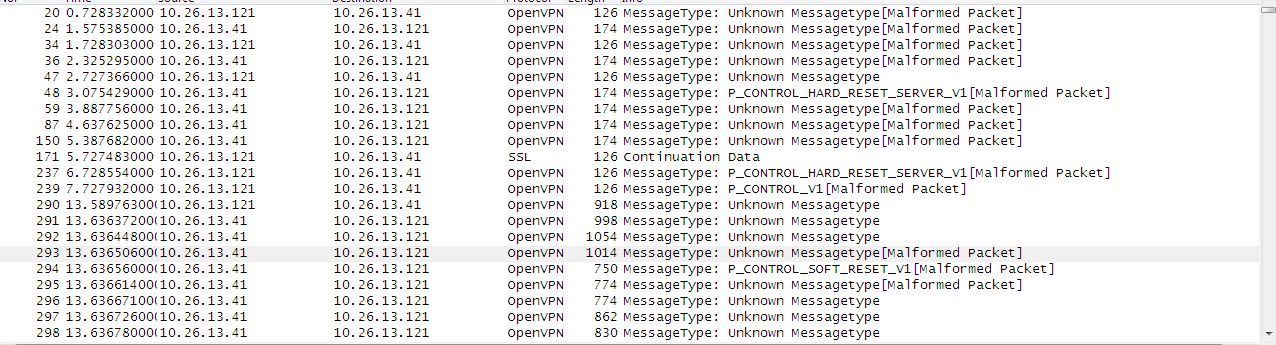 No. Time Source Destination Protocol Length Info
20 0.728332000 10.26.13.121 10.26.13.41 OpenVPN 126 MessageType: Unknown Messagetype[Malformed Packet]
24 1.575385000 10.26.13.41 10.26.13.121 OpenVPN 174 MessageType: Unknown Messagetype[Malformed Packet]
34 1.728303000 10.26.13.121 10.26.13.41 OpenVPN 126 MessageType: Unknown Messagetype[Malformed Packet]
36 2.325295000 10.26.13.41 10.26.13.121 OpenVPN 174 MessageType: Unknown Messagetype[Malformed Packet]
47 2.727366000 10.26.13.121 10.26.13.41 OpenVPN 126 MessageType: Unknown Messagetype
48 3.075429000 10.26.13.41 10.26.13.121 OpenVPN 174 MessageType: P_CONTROL_HARD_RESET_SERVER_V1[Malformed Packet]
59 3.887756000 10.26.13.41 10.26.13.121 OpenVPN 174 MessageType: Unknown Messagetype[Malformed Packet]
87 4.637625000 10.26.13.41 10.26.13.121 OpenVPN 174 MessageType: Unknown Messagetype[Malformed Packet]
150 5.387682000 10.26.13.41 10.26.13.121 OpenVPN 174 MessageType: Unknown Messagetype[Malformed Packet]
171 5.727483000 10.26.13.121 10.26.13.41 SSL 126 Continuation Data
237 6.728554000 10.26.13.121 10.26.13.41 OpenVPN 126 MessageType: P_CONTROL_HARD_RESET_SERVER_V1[Malformed Packet]
239 7.727932000 10.26.13.121 10.26.13.41 OpenVPN 126 MessageType: P_CONTROL_V1[Malformed Packet]
290 13.58976300( 10.26.13.121 10.26.13.41 OpenVPN 918 MessageType: Unknown Messagetype
291 13.63637200( 10.26.13.41 10.26.13.121 OpenVPN 998 MessageType: Unknown Messagetype
292 13.63644800( 10.26.13.41 10.26.13.121 OpenVPN 1054 MessageType: Unknown Messagetype
293 13.63650600( 10.26.13.41 10.26.13.121 OpenVPN 1014 MessageType: Unknown Messagetype[Malformed Packet]
294 13.63656000( 10.26.13.41 10.26.13.121 OpenVPN 750 MessageType: P_CONTROL_SOFT_RESET_V1[Malformed Packet]
295 13.63661400( 10.26.13.41 10.26.13.121 OpenVPN 774 MessageType: Unknown Messagetype[Malformed Packet]
296 13.63667100( 10.26.13.41 10.26.13.121 OpenVPN 774 MessageType: Unknown Messagetype
297 13.63672600( 10.26.13.41 10.26.13.121 OpenVPN 862 MessageType: Unknown Messagetype
298 13.63678000( 10.26.13.41 10.26.13.121 OpenVPN 830 MessageType: Unknown Messagetype